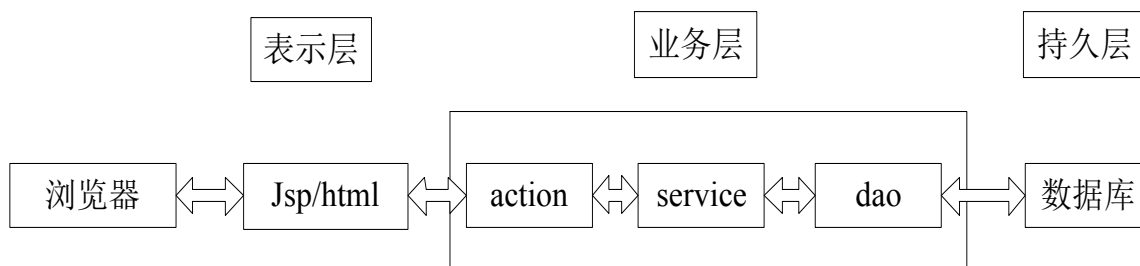 表示层
业务层
持久层
浏览器
Jsp/html
action
service
dao
数据库